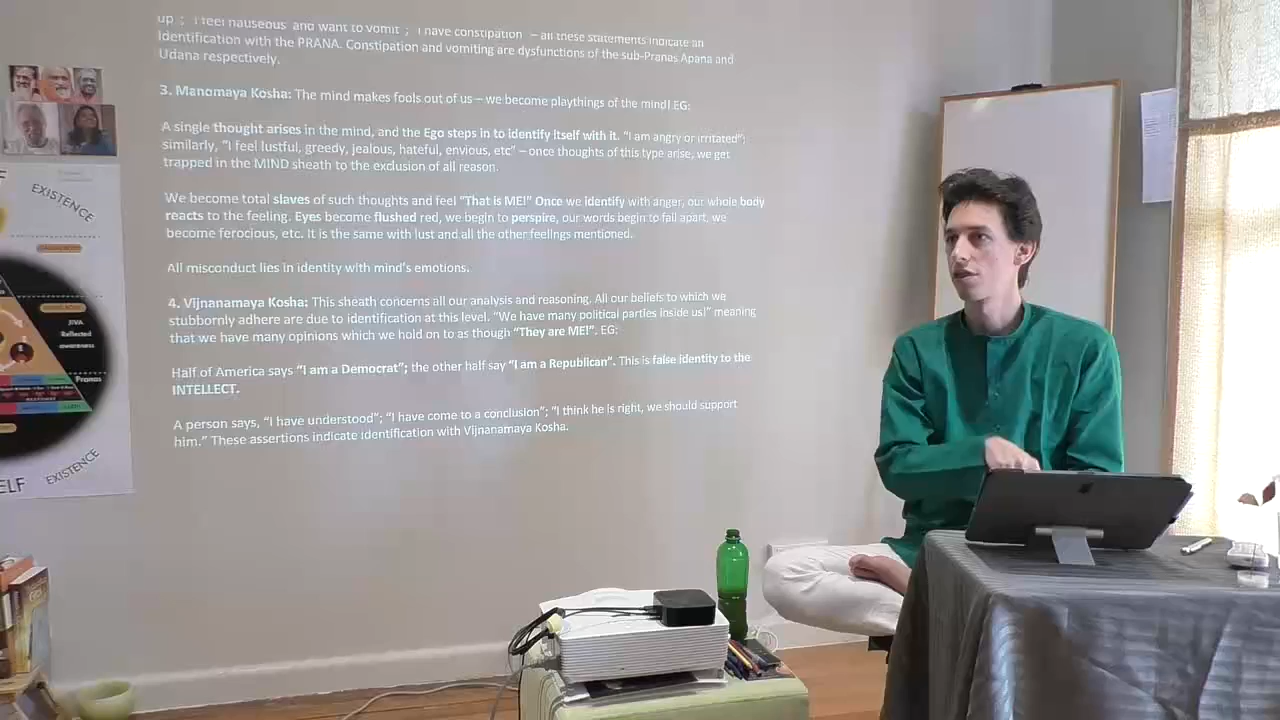 up"; "I feel nauseous and want to vomit"; "I have constipation" – all these statements indicate an
identification with the PRANA. Constipation and vomiting are dysfunctions of the sub-Pranas Apana and
Udana respectively.
3. Manomaya Kosha: The mind makes fools out of us – we become playthings of the mind! EG:
A single thought arises in the mind, and the Ego steps in to identify itself with it. "I am angry or irritated";
similarly, "I feel lustful, greedy, jealous, hateful, envious, etc" – once thoughts of this type arise, we get
trapped in the MIND sheath to the exclusion of all reason.
We become total slaves of such thoughts and feel "That is ME!" Once we identify with anger, our whole body
reacts to the feeling. Eyes become flushed red, we begin to perspire, our words begin to fail apart, we
become ferocious, etc. It is the same with lust and all the other feelings mentioned.
All misconduct lies in identity with mind's emotions.
4. Vijnanamaya Kosha: This sheath concerns all our analysis and reasoning. All our beliefs to which we
stubbornly adhere are due to identification at this level. "We have many political parties inside us!" meaning
that we have many opinions which we hold on to as though "They are ME!". EG:
Half of America says "I am a Democrat"; the other half say "I am a Republican". This is false identity to the
INTELLECT.
A person says, "I have understood"; "I have come to a conclusion"; "I think he is right, we should support
him." These assertions indicate identification with Vijnanamaya Kosha.
EXISTENCE
JIVA
Reflected
awareness
Pranas
EXISTENCE
ELF